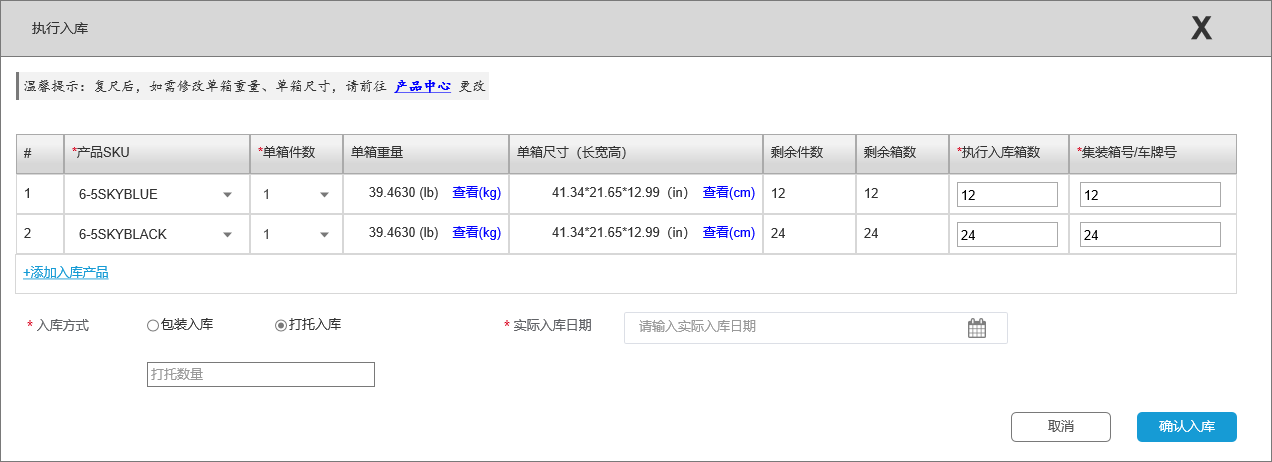 执行入库 X
温馨提示：复尺后，如需修改单箱重量、单箱尺寸，请前往 产品中心 更改
# *产品SKU *单箱件数 单箱重量 单箱尺寸（长宽高） 剩余件数 剩余箱数 *执行入库箱数 *集装箱号/车牌号
1 6-5SKYBLUE 1 39.4630 (lb) 查看(kg) 41.34*21.65*12.99（in） 查看(cm) 12 12 12 12
2 6-5SKYBLACK 1 39.4630 (lb) 查看(kg) 41.34*21.65*12.99（in） 查看(cm) 24 24 24 24
+添加入库产品
* 入库方式 包装入库 打托入库 * 实际入库日期 请输入实际入库日期
打托数量
取消 确认入库